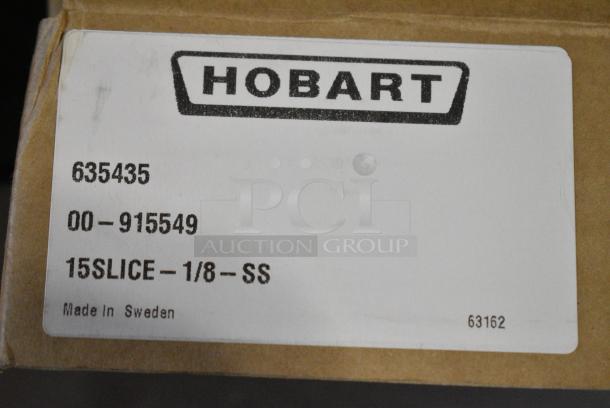 HOBART
635435
PCI
AUCTION GROUP
00-915549
15SLICE-1/8-SS
Made In Sweden
63162